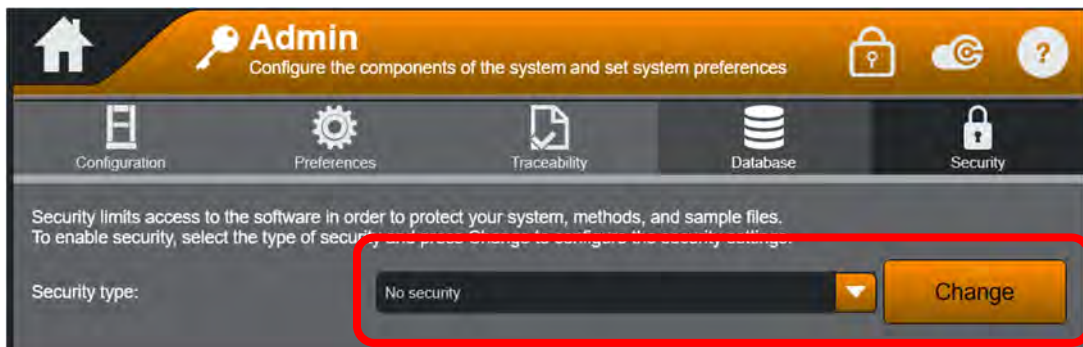 Admin
Configure the components of the system and set system preferences
?
Configuration
Preferences
Traceability
Database
Security
Security limits access to the software in order to protect your system, methods, and sample files.
To enable security, select the type of security and press Change to configure the security settings.
Security type:
No security
Change